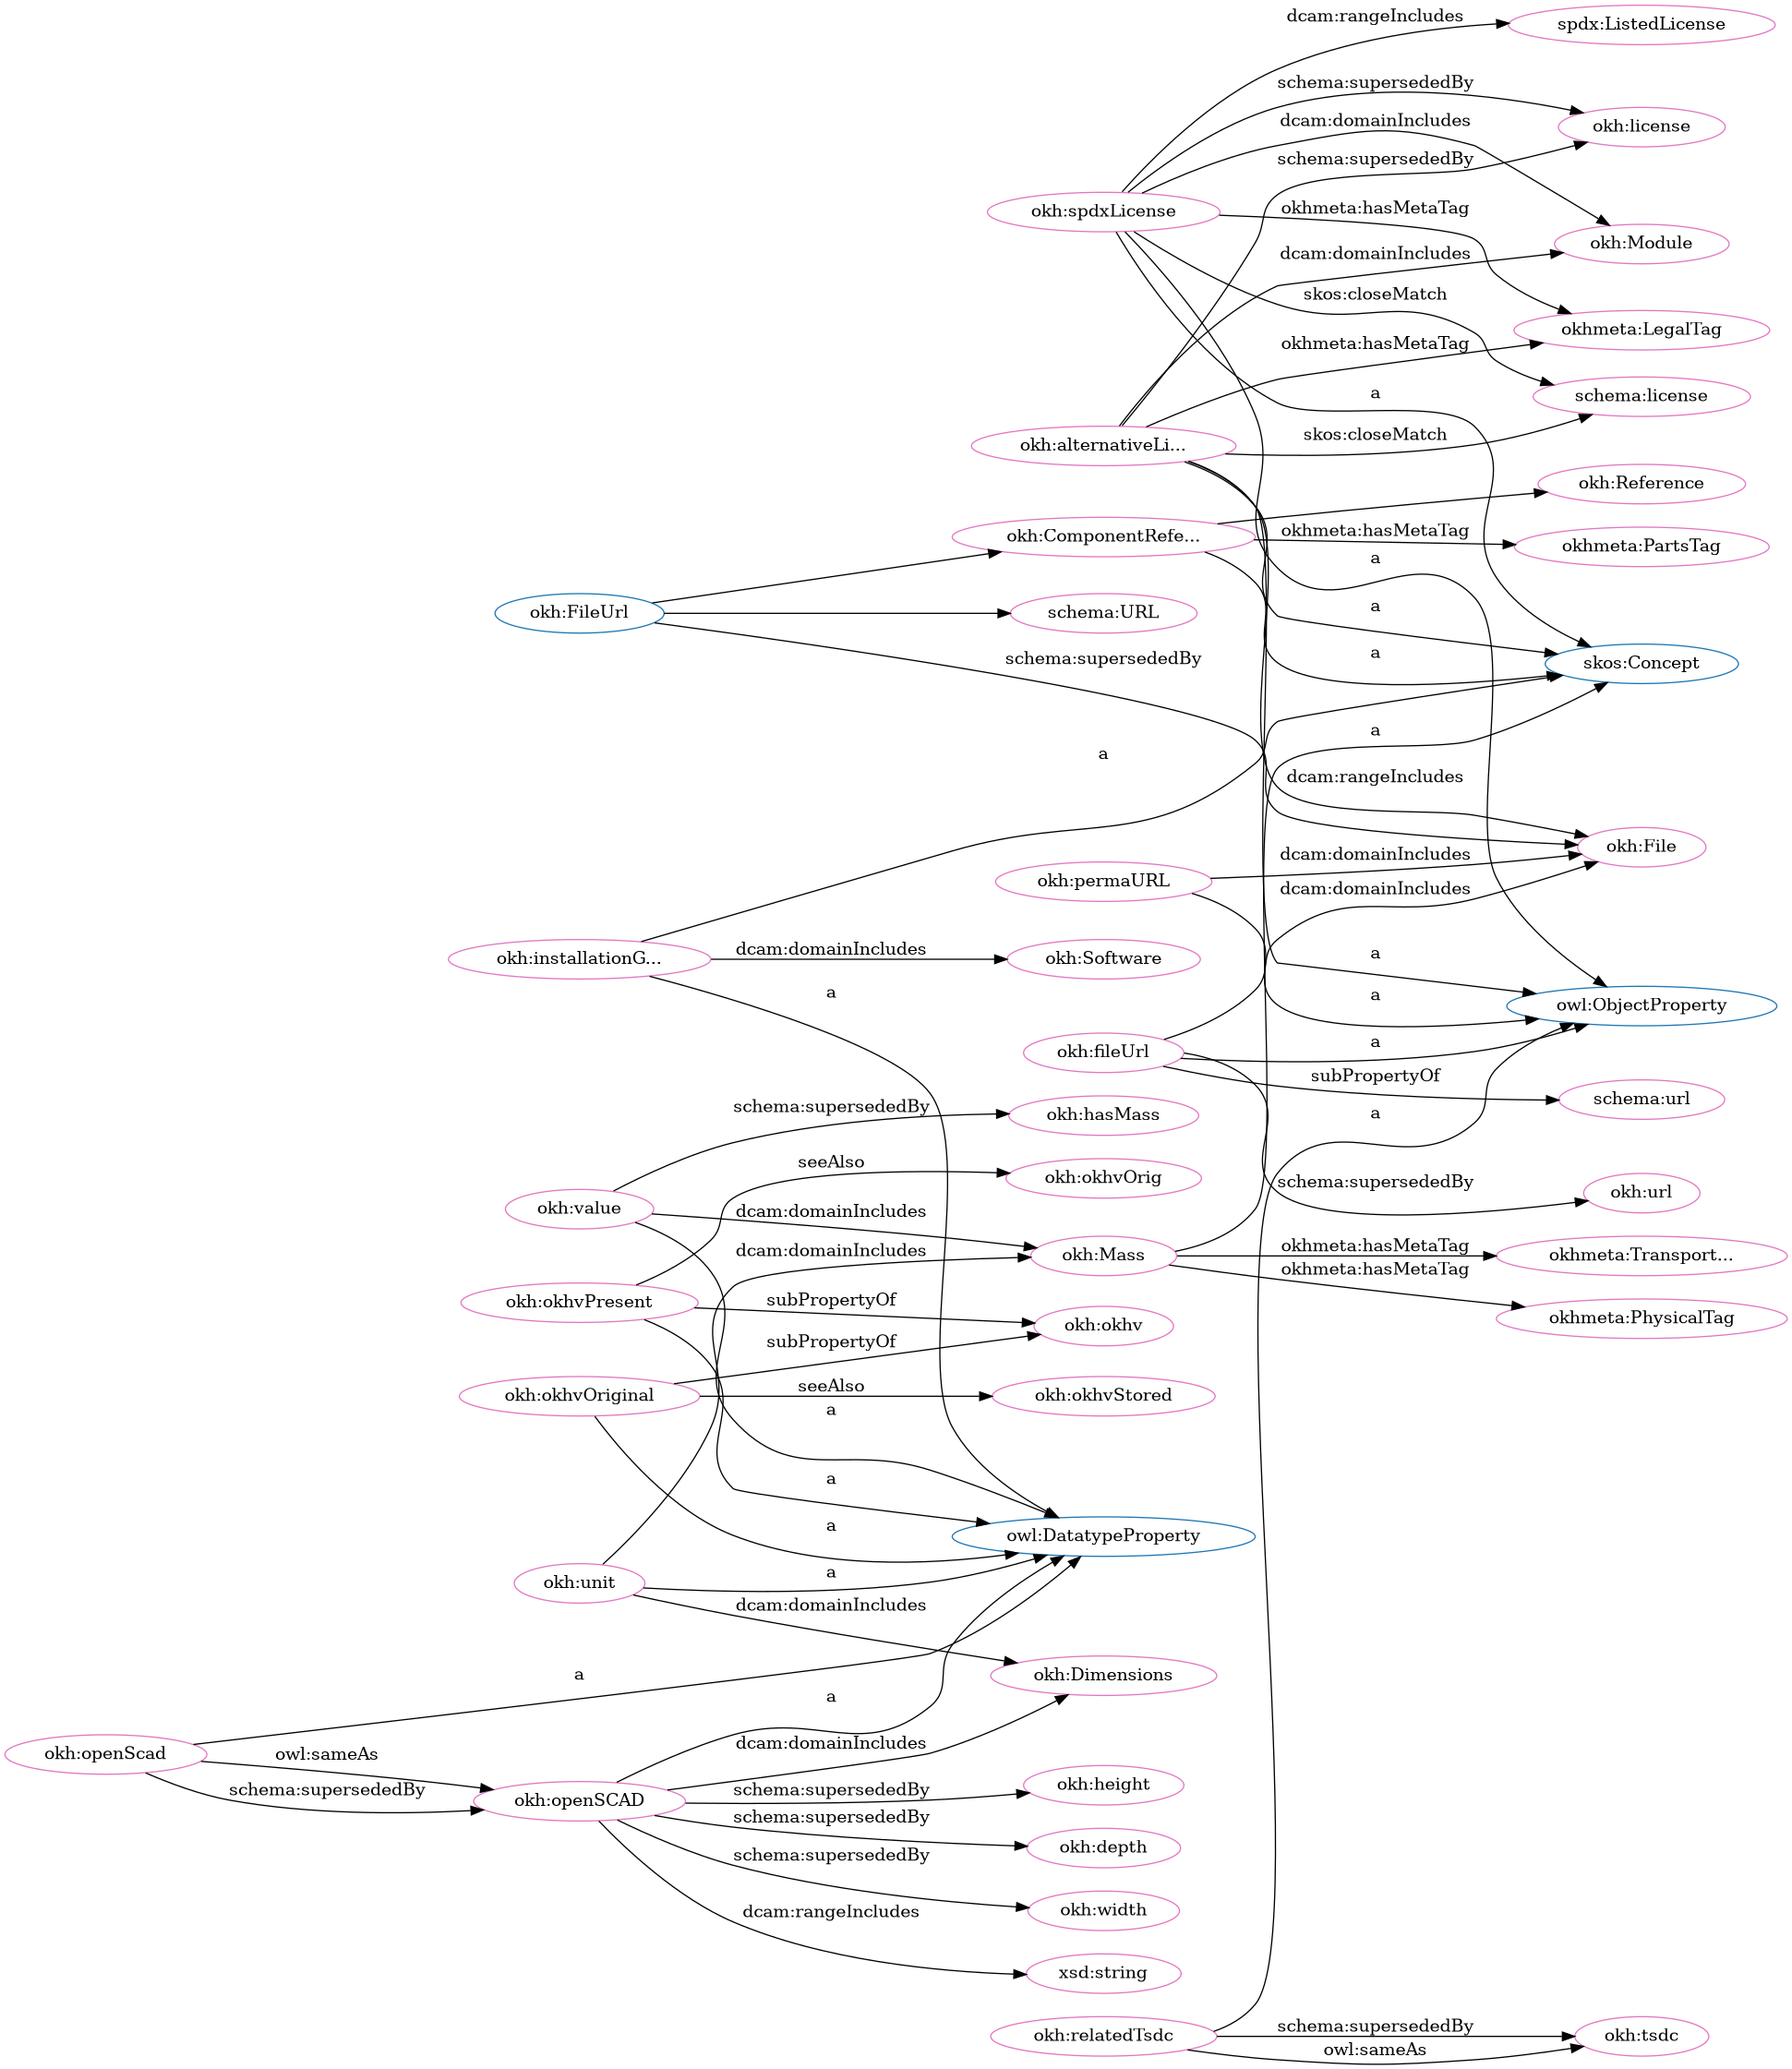 dcam:rangeIncludes
spdx:ListedLicense
schema:supersededBy
okh:license
dcam:domainIncludes
schema:supersededBy
okh:spdxLicense
okhmeta:hasMetaTag
okh:Module
dcam:domainIncludes
skos:closeMatch
okhmeta:LegalTag
okhmeta:hasMetaTag
a
schema:license
skos:closeMatch
okh:alternativeLi...
okh:Reference
okh:ComponentRefe...
okhmeta:hasMetaTag
okhmeta:PartsTag
a
okh:FileUrl
schema:URL
a
schema:supersededBy
a
skos:Concept
a
a
dcam:rangeIncludes
okh:File
dcam:domainIncludes
okh:permaURL
dcam:domainIncludes
okh:installationG...
dcam:domainIncludes
okh:Software
a
a
a
owl:ObjectProperty
a
okh:fileUrl
subPropertyOf
schema:url
schema:supersededBy
okh:hasMass
a
seeAlso
okh:okhvOrig
schema:supersededBy
okh:url
okh:value
dcam:domainIncludes
dcam:domainIncludes
okh:Mass
okhmeta:hasMetaTag
okhmeta:Transport...
okhmeta:hasMetaTag
okh:okhvPresent
subPropertyOf
okh:okhv
okhmeta:PhysicalTag
subPropertyOf
okh:okhvOriginal
seeAlso
okh:okhvStored
a
a
a
owl:DatatypeProperty
okh:unit
a
dcam:domainIncludes
a
okh:Dimensions
a
okh:openScad
owl:sameAs
dcam:domainIncludes
schema:supersededBy
okh:openSCAD
schema:supersededBy
okh:height
schema:supersededBy
okh:depth
schema:supersededBy
okh:width
dcam:rangeIncludes
xsd:string
okh:relatedTsdc
schema:supersededBy
okh:tsdc
owl:sameAs